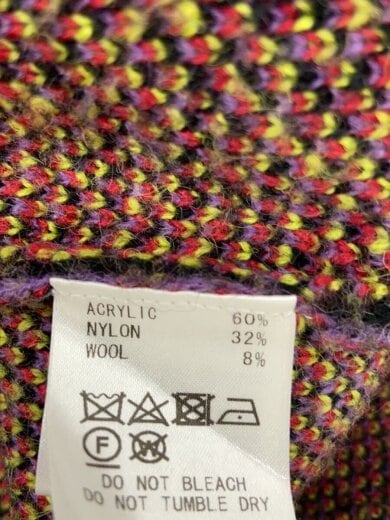 ACRYLIC 60%
NYLON 32%
WOOL 8%
F W
DO NOT BLEACH
DO NOT TUMBLE DRY